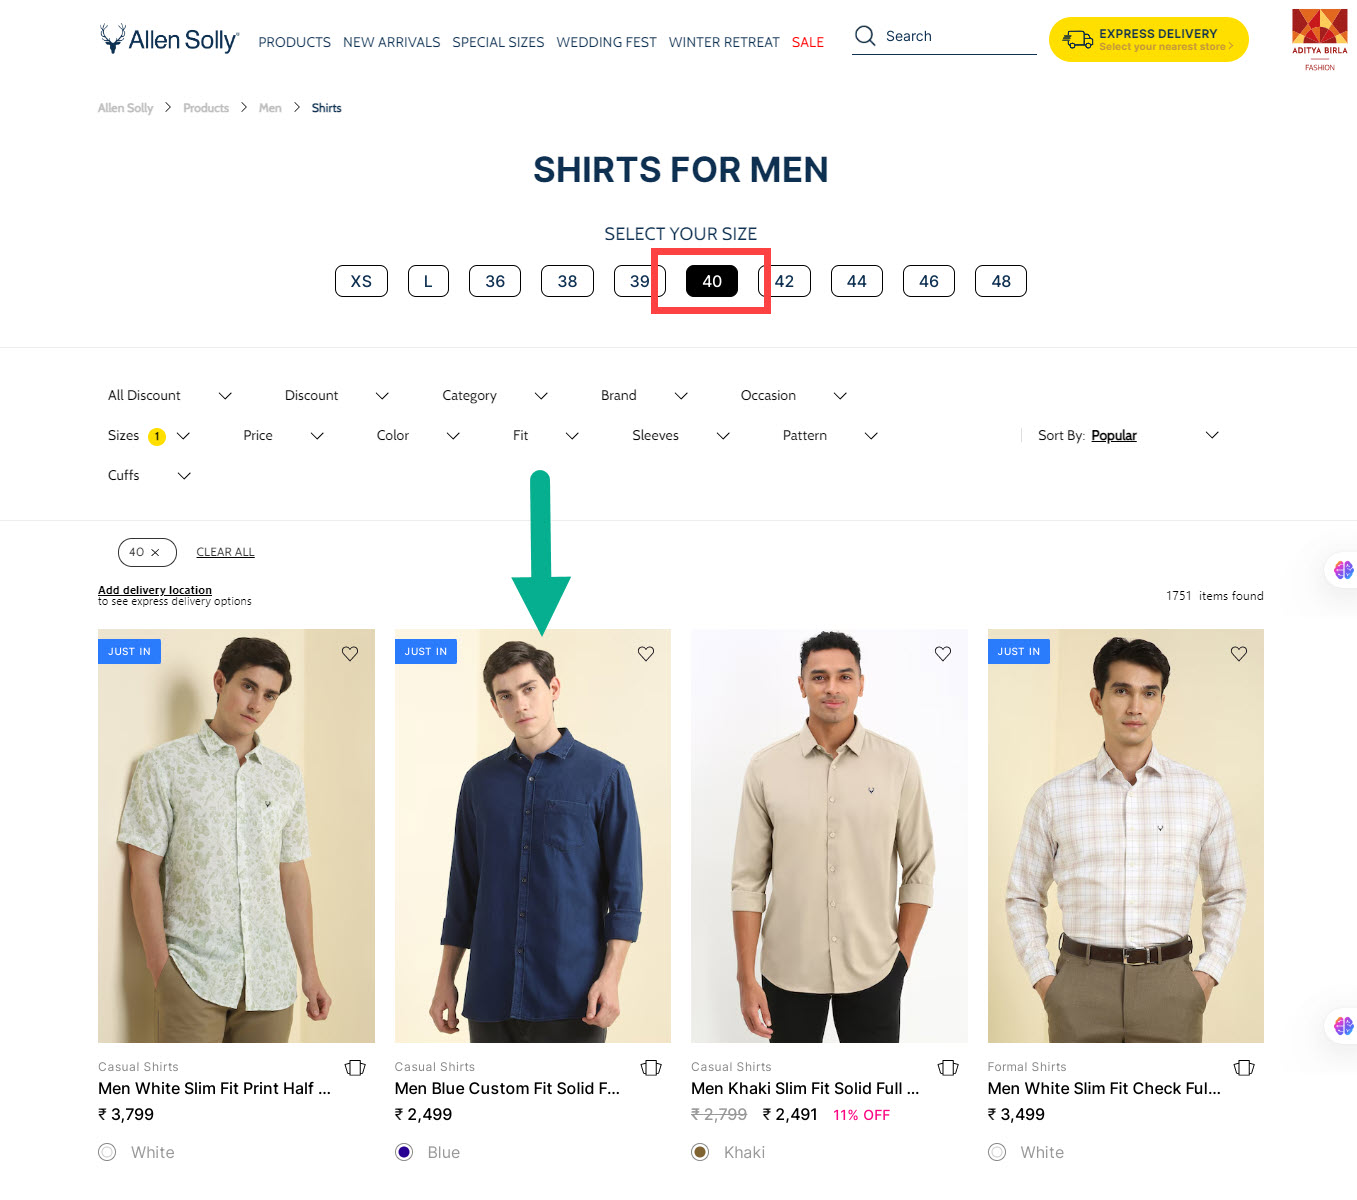 Allen Solly
PRODUCTS NEW ARRIVALS SPECIAL SIZES WEDDING FEST WINTER RETREAT SALE
Search
EXPRESS DELIVERY
Select your nearest store
ADITYA BIRLA
FASHION
Allen Solly Products Men Shirts
SHIRTS FOR MEN
SELECT YOUR SIZE
XS L 36 38 39 40 42 44 46 48
All Discount Discount Category Brand Occasion
Sizes 1 Price Color Fit Sleeves Pattern Sort By: Popular
Cuffs
40 × CLEAR ALL
Add delivery location
to see express delivery options
1751 items found
JUST IN JUST IN JUST IN
Casual Shirts Casual Shirts Casual Shirts Formal Shirts
Men White Slim Fit Print Half ... Men Blue Custom Fit Solid F... Men Khaki Slim Fit Solid Full ... Men White Slim Fit Check Ful...
₹ 3,799 ₹ 2,499 ₹ 2,799 ₹ 2,491 11% OFF ₹ 3,499
White Blue Khaki White